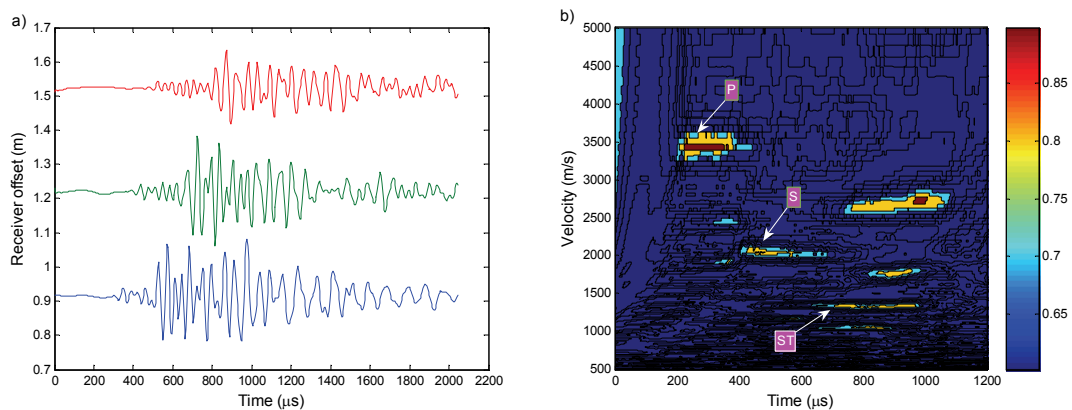 a)
1.7
1.6
1.5
1.4
1.3
1.2
1.1
1
0.9
0.8
0.7
Receiver offset (m)
0 200 400 600 800 1000 1200 1400 1600 1800 2000 2200
Time (μs)
b)
5000
4500
4000
3500
3000
2500
2000
1500
1000
500
Velocity (m/s)
P
S
ST
0 200 400 600 800 1000 1200
Time (μs)
0.85
0.8
0.75
0.7
0.65